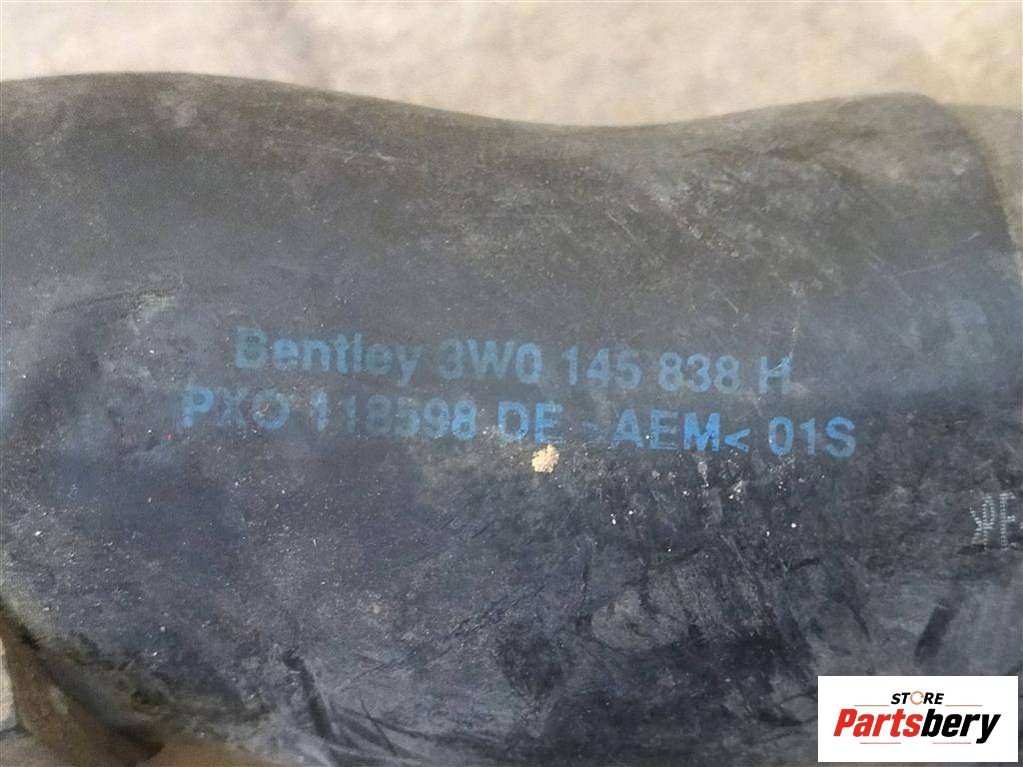 Bentley 3W0 145 838 H
PXO 118598 DE >AEM< 01S
STORE
Partsbery